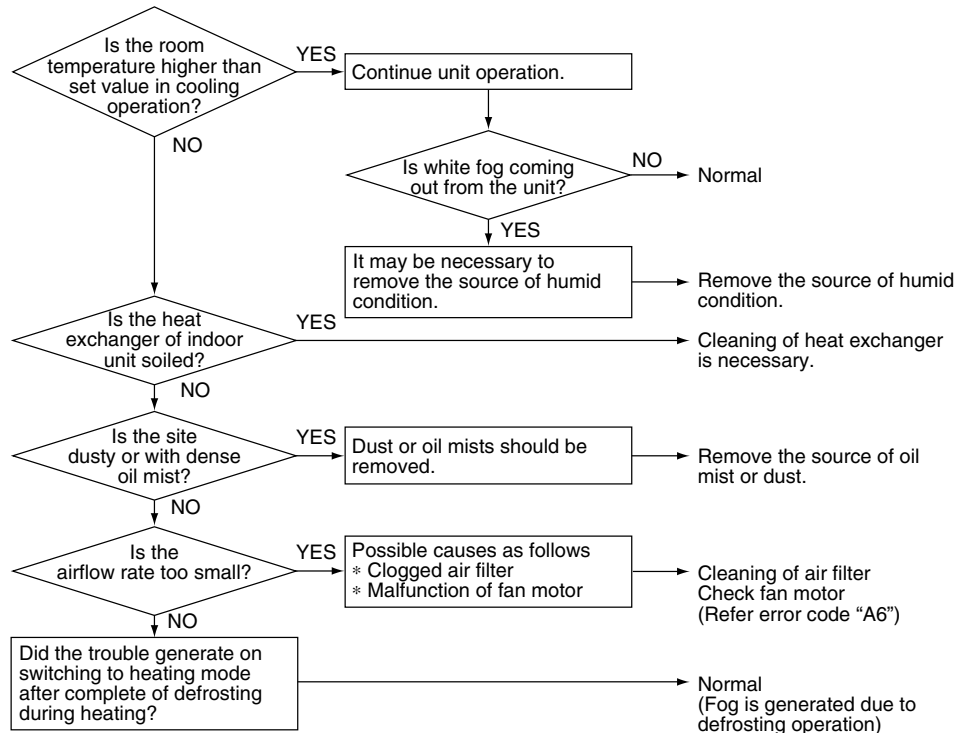 Is the room
temperature higher than
set value in cooling
operation?
YES
Continue unit operation.
NO
Is white fog coming
out from the unit?
NO
Normal
YES
It may be necessary to
remove the source of humid
condition.
Remove the source of humid
condition.
Is the heat
exchanger of indoor
unit soiled?
YES
Cleaning of heat exchanger
is necessary.
NO
Is the site
dusty or with dense
oil mist?
YES
Dust or oil mists should be
removed.
Remove the source of oil
mist or dust.
NO
Is the
airflow rate too small?
YES
Possible causes as follows
* Clogged air filter
* Malfunction of fan motor
Cleaning of air filter
Check fan motor
(Refer error code “A6”)
NO
Did the trouble generate on
switching to heating mode
after complete of defrosting
during heating?
Normal
(Fog is generated due to
defrosting operation)